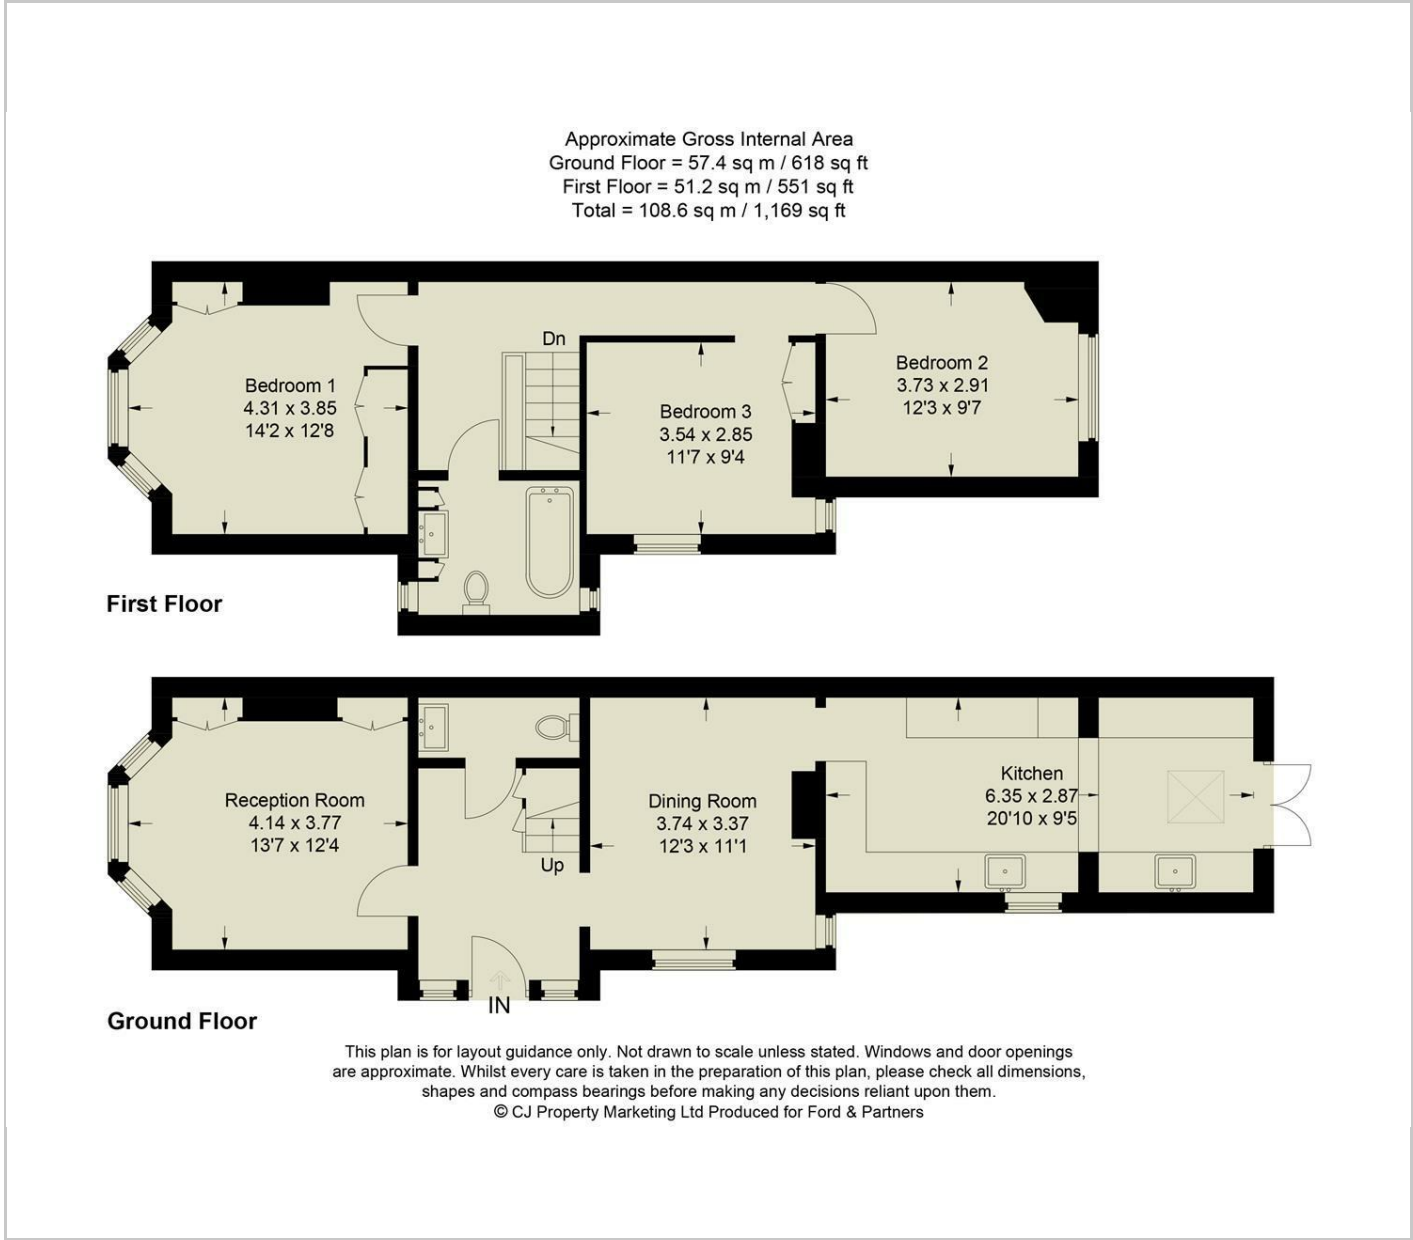 Approximate Gross Internal Area
Ground Floor = 57.4 sq m / 618 sq ft
First Floor = 51.2 sq m / 551 sq ft
Total = 108.6 sq m / 1,169 sq ft
Dn
Bedroom 1
4.31 x 3.85
14'2 x 12'8
Bedroom 3
3.54 x 2.85
11'7 x 9'4
Bedroom 2
3.73 x 2.91
12'3 x 9'7
First Floor
Reception Room
4.14 x 3.77
13'7 x 12'4
Up
Dining Room
3.74 x 3.37
12'3 x 11'1
Kitchen
6.35 x 2.87
20'10 x 9'5
IN
Ground Floor
This plan is for layout guidance only. Not drawn to scale unless stated. Windows and door openings
are approximate. Whilst every care is taken in the preparation of this plan, please check all dimensions,
shapes and compass bearings before making any decisions reliant upon them.
© CJ Property Marketing Ltd Produced for Ford & Partners